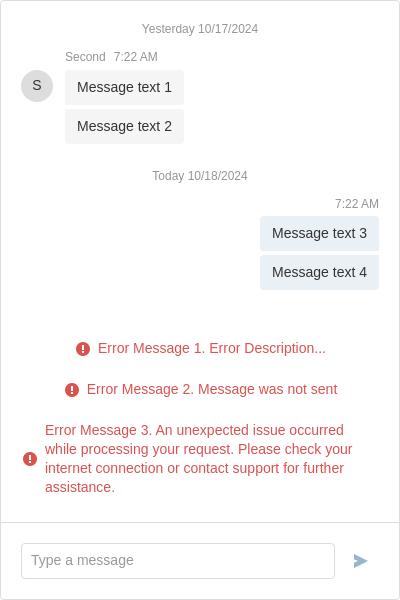 Yesterday 10/17/2024
Second 7:22 AM
S
Message text 1
Message text 2
Today 10/18/2024
7:22 AM
Message text 3
Message text 4
Error Message 1. Error Description...
Error Message 2. Message was not sent
Error Message 3. An unexpected issue occurred
while processing your request. Please check your
internet connection or contact support for further
assistance.
Type a message